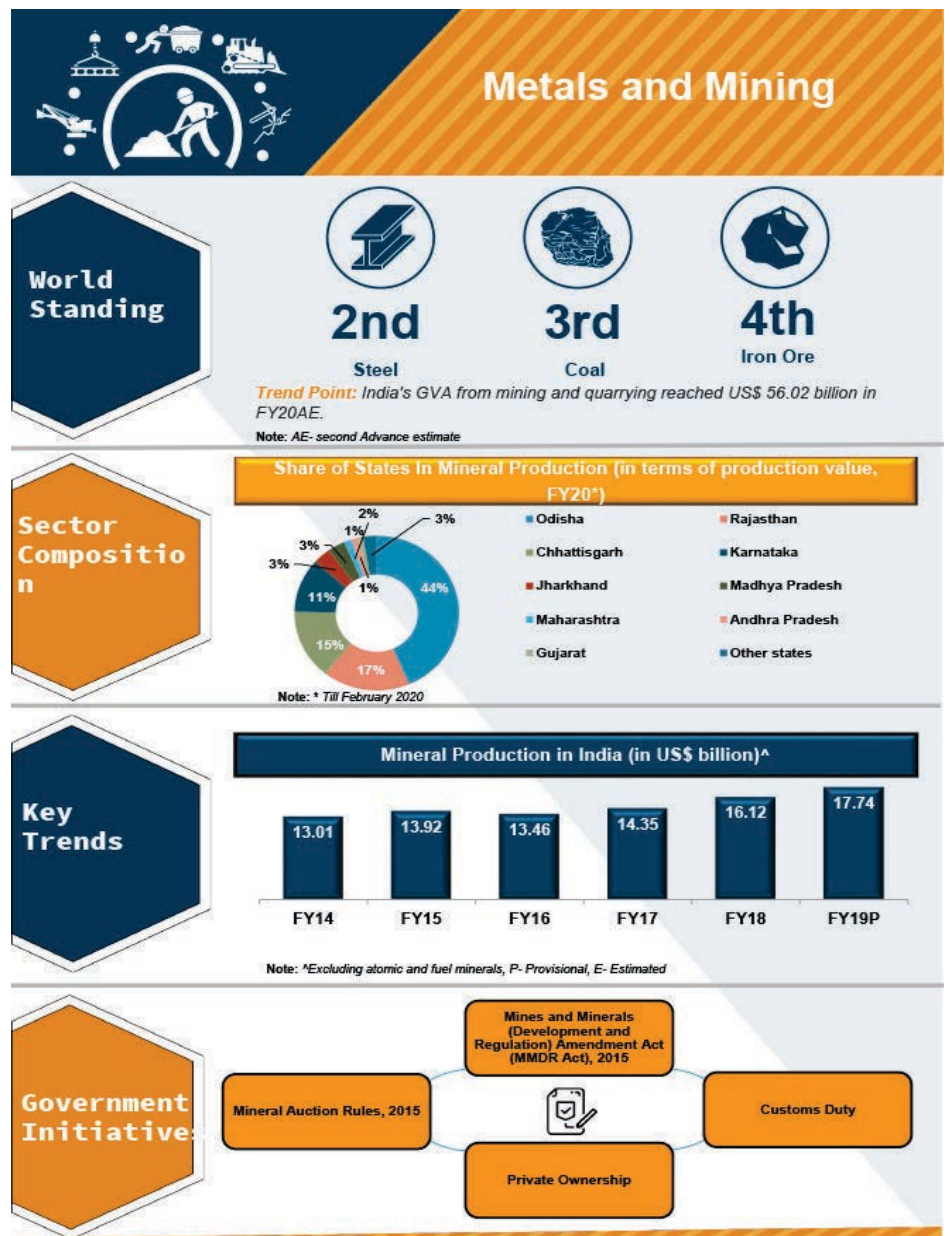 Metals and Mining
World
Standing
2nd
Steel
3rd
Coal
4th
Iron Ore
Trend Point: India's GVA from mining and quarrying reached US$ 56.02 billion in
FY20AE.
Note: AE- second Advance estimate
Sector
Compositio
n
Share of States In Mineral Production (in terms of production value,
FY20*)
44%
17%
15%
11%
3%
3%
1%
1%
2%
3%
Odisha
Rajasthan
Chhattisgarh
Karnataka
Jharkhand
Madhya Pradesh
Maharashtra
Andhra Pradesh
Gujarat
Other states
Note: * Till February 2020
Key
Trends
Mineral Production in India (in US$ billion)^
13.01
13.92
13.46
14.35
16.12
17.74
FY14
FY15
FY16
FY17
FY18
FY19P
Note: ^Excluding atomic and fuel minerals, P- Provisional, E- Estimated
Government
Initiatives
Mines and Minerals
(Development and
Regulation) Amendment Act
(MMDR Act), 2015
Mineral Auction Rules, 2015
Customs Duty
Private Ownership